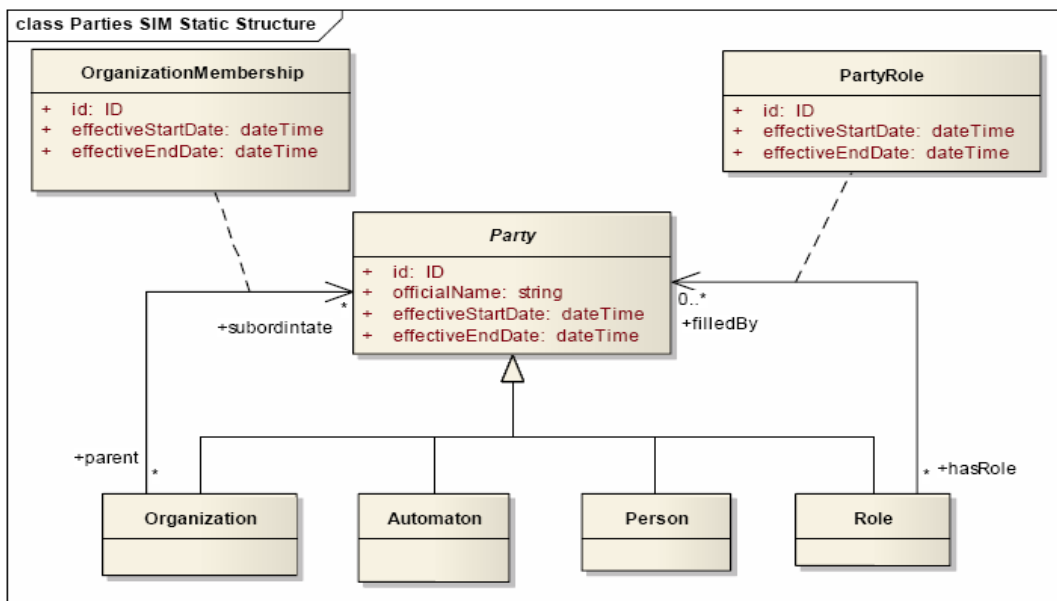 class Parties SIM Static Structure
OrganizationMembership
+ id: ID
+ effectiveStartDate: dateTime
+ effectiveEndDate: dateTime
PartyRole
+ id: ID
+ effectiveStartDate: dateTime
+ effectiveEndDate: dateTime
Party
+ id: ID
+ officialName: string
+ effectiveStartDate: dateTime
+ effectiveEndDate: dateTime
*
+subordintate
0..*
+filledBy
+parent
*
*
+hasRole
Organization
Automaton
Person
Role